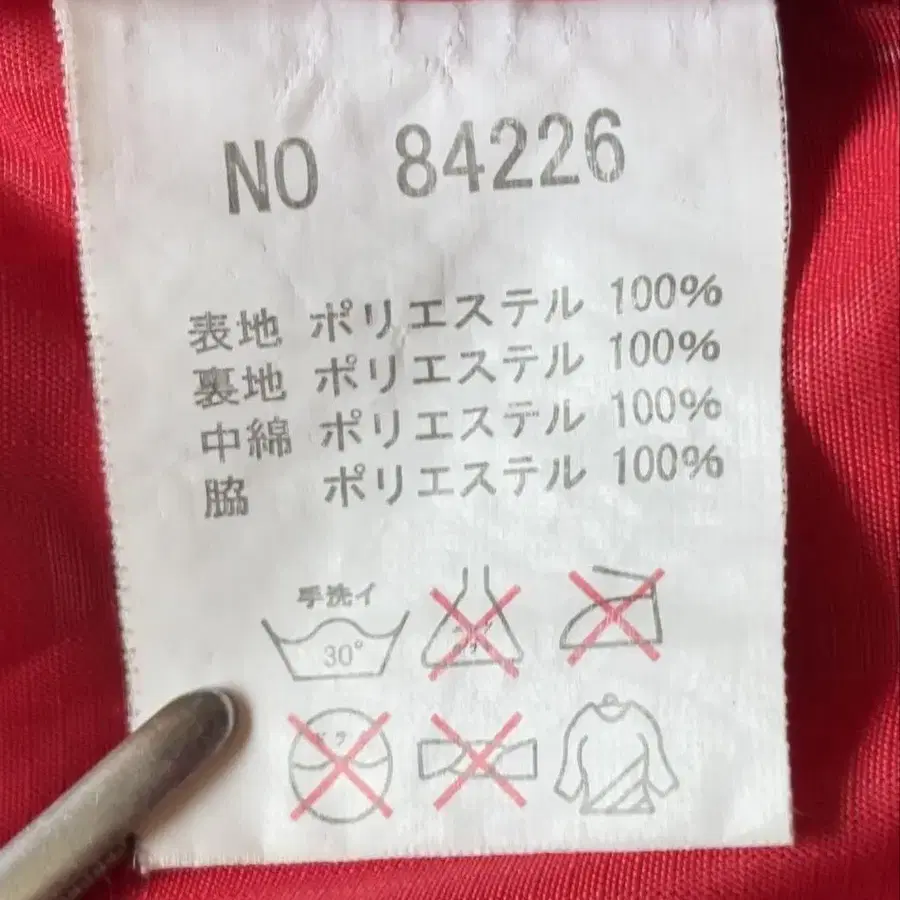 NO 84226
表地 ポリエステル 100%
裏地 ポリエステル 100%
中綿 ポリエステル 100%
脇 ポリエステル 100%
手洗イ
30°